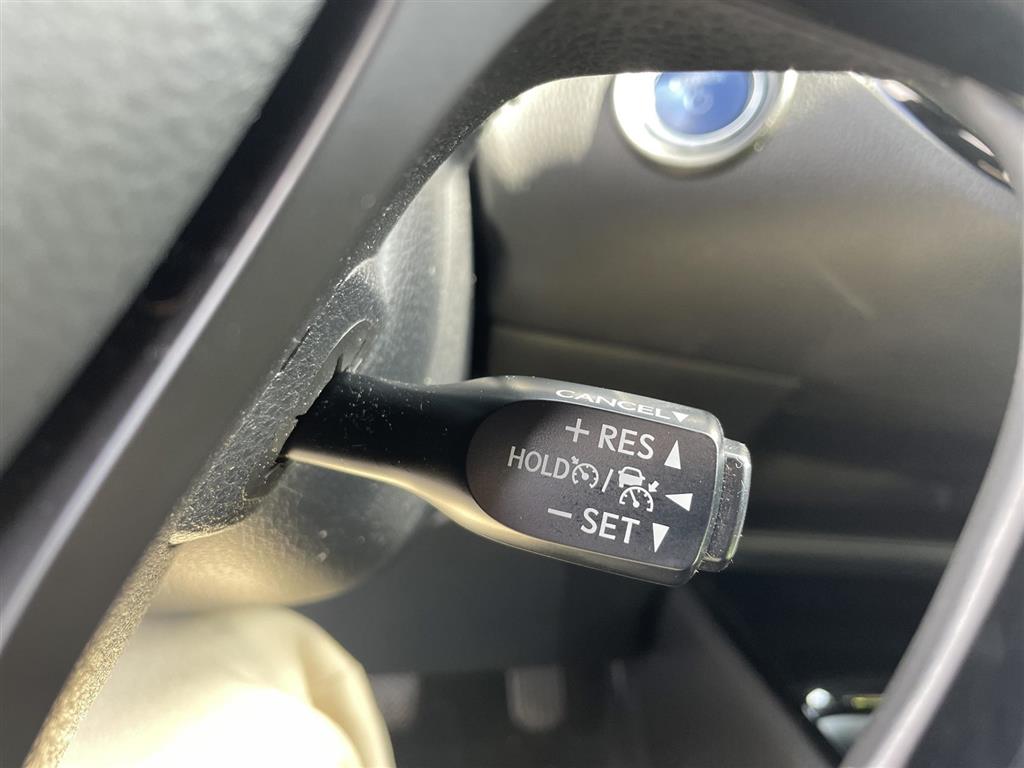 CANCEL▼
+ RES ▲
HOLD / ◀
− SET ▼